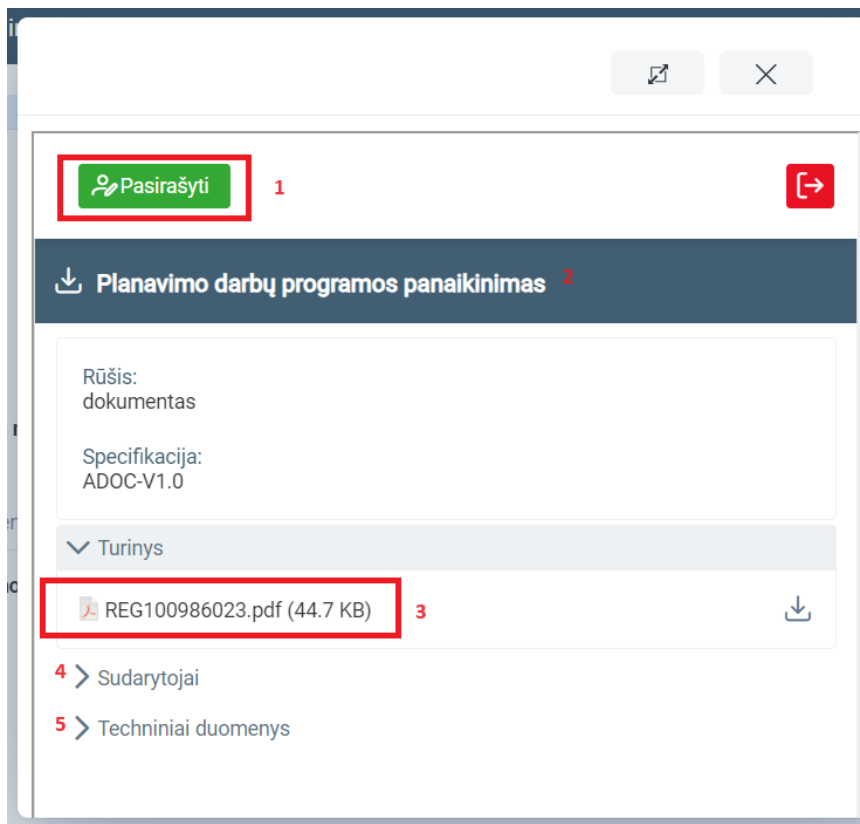 Pasirašyti 1
Planavimo darbų programos panaikinimas 2
Rūšis:
dokumentas
Specifikacija:
ADOC-V1.0
Turinys
REG100986023.pdf (44.7 KB) 3
4 Sudarytojai
5 Techniniai duomenys